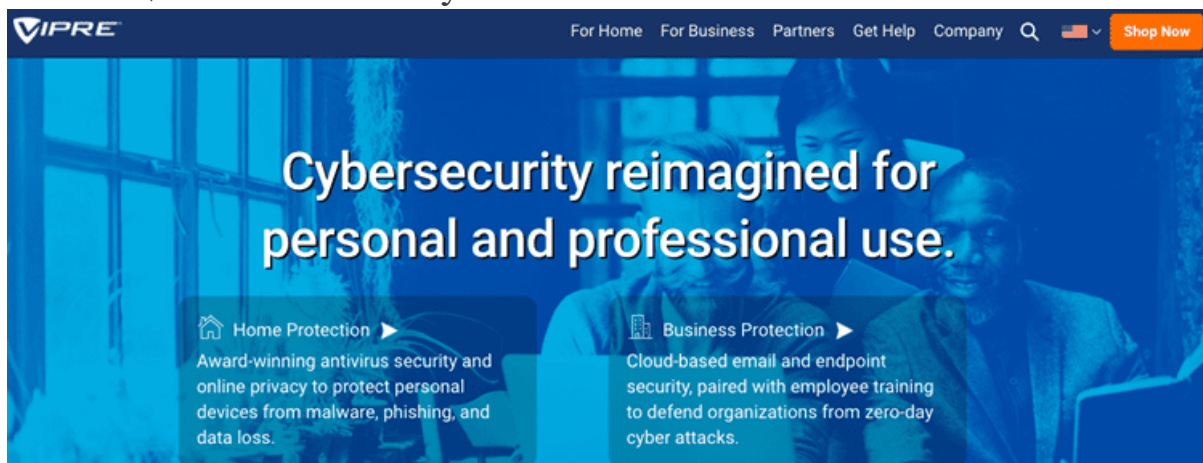 VIPRE
For Home For Business Partners Get Help Company Shop Now
Cybersecurity reimagined for
personal and professional use.
Home Protection
Award-winning antivirus security and
online privacy to protect personal
devices from malware, phishing, and
data loss.
Business Protection
Cloud-based email and endpoint
security, paired with employee training
to defend organizations from zero-day
cyber attacks.